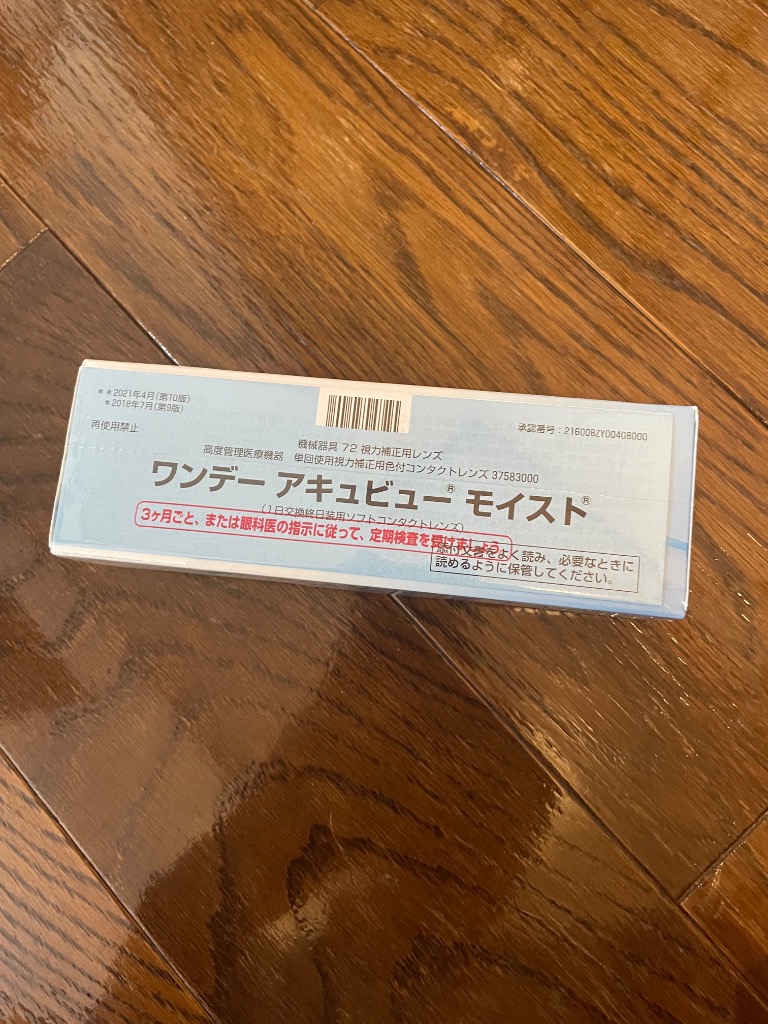 **2021年4月(第10版)
*2018年7月(第9版)
再使用禁止
承認番号：21600BZY00408000
機械器具 72 視力補正用レンズ
高度管理医療機器 単回使用視力補正用色付コンタクトレンズ 37583000
ワンデー アキュビュー® モイスト®
(1日交換終日装用ソフトコンタクトレンズ)
3ヶ月ごと、または眼科医の指示に従って、定期検査を受けましょう。
添付文書をよく読み、必要なときに
読めるように保管してください。